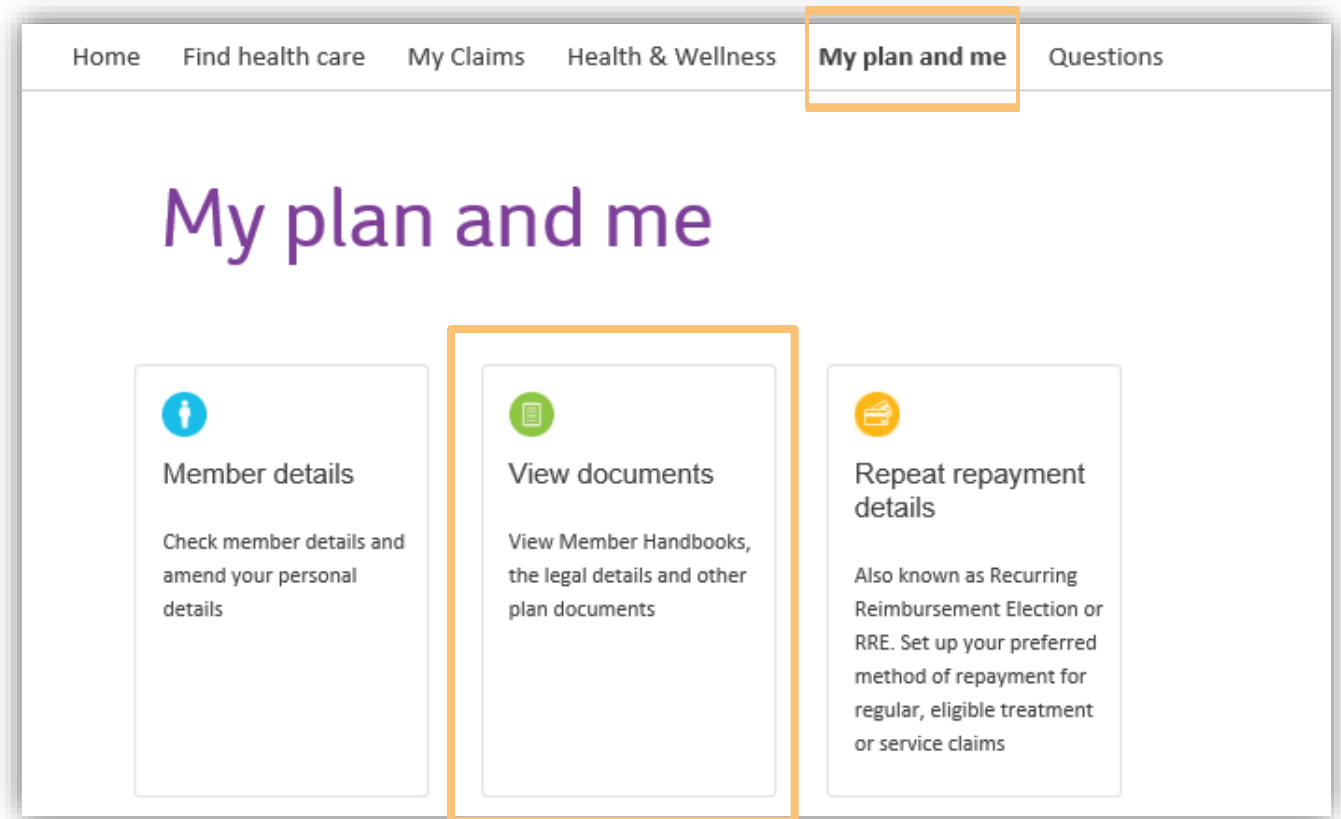 Home Find health care My Claims Health & Wellness My plan and me Questions
My plan and me
Member details
Check member details and
amend your personal
details
View documents
View Member Handbooks,
the legal details and other
plan documents
Repeat repayment
details
Also known as Recurring
Reimbursement Election or
RRE. Set up your preferred
method of repayment for
regular, eligible treatment
or service claims